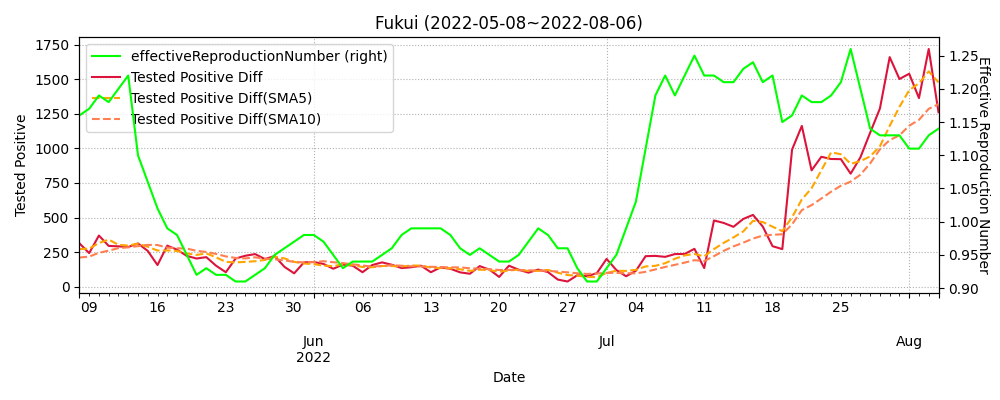 Fukui (2022-05-08~2022-08-06)
effectiveReproductionNumber (right)
Tested Positive Diff
Tested Positive Diff(SMA5)
Tested Positive Diff(SMA10)
Tested Positive
1750
1500
1250
1000
750
500
250
0
Effective Reproduction Number
1.25
1.20
1.15
1.10
1.05
1.00
0.95
0.90
09 16 23 30 06 13 20 27 04 11 18 25
Jun Jul Aug
2022
Date